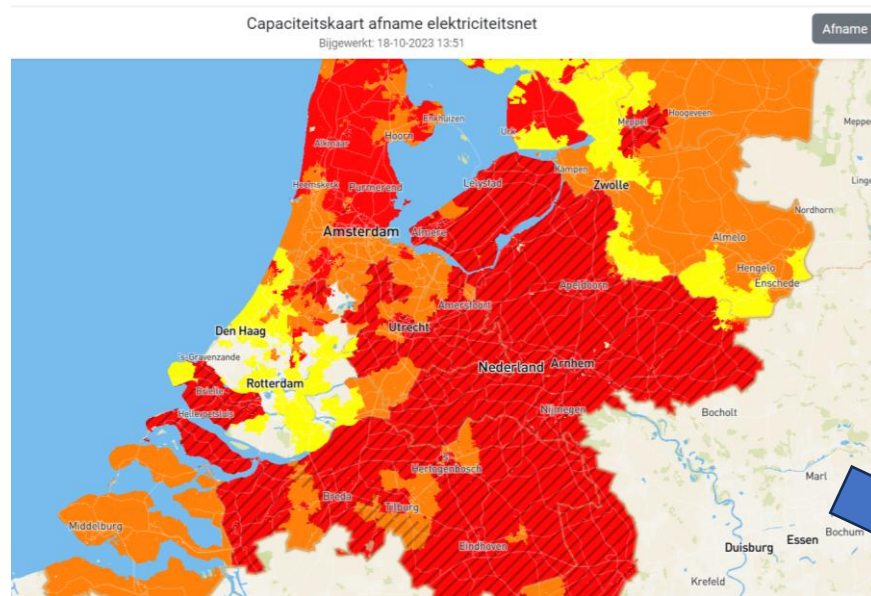 Capaciteitskaart afname elektriciteitsnet
Bijgewerkt: 18-10-2023 13:51
Afname
Enkhuizen
Hoorn
Alkmaar
Urk
Meppel
Hoogeveen
Meppe
Heemskerk
Purmerend
Lelystad
Kampen
Zwolle
Linge
Nordhorn
Amsterdam
Almere
Almelo
Hengelo
Enschede
Apeldoorn
Amersfoort
Den Haag
Utrecht
's-Gravenzande
Rotterdam
Nederland
Arnhem
Brielle
Hellevoetsluis
Nijmegen
Bocholt
's-
Hertogenbosch
Marl
Breda
Tilburg
Middelburg
Eindhoven
Duisburg
Essen
Bochum
Krefeld